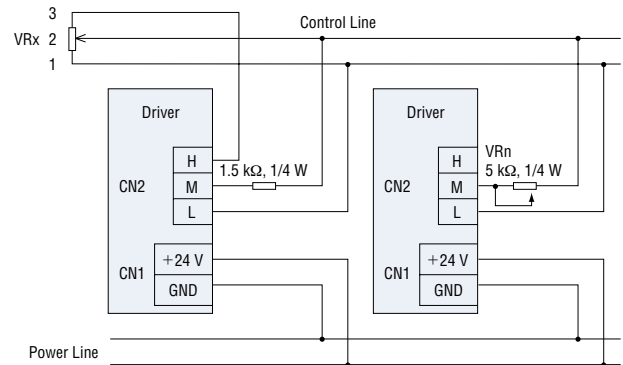 3
Control Line
VRx 2
1
Driver
Driver
H
1.5 kΩ, 1/4 W
CN2
M
L
VRn
H
5 kΩ, 1/4 W
CN2
M
L
+24 V
CN1
GND
+24 V
CN1
GND
Power Line